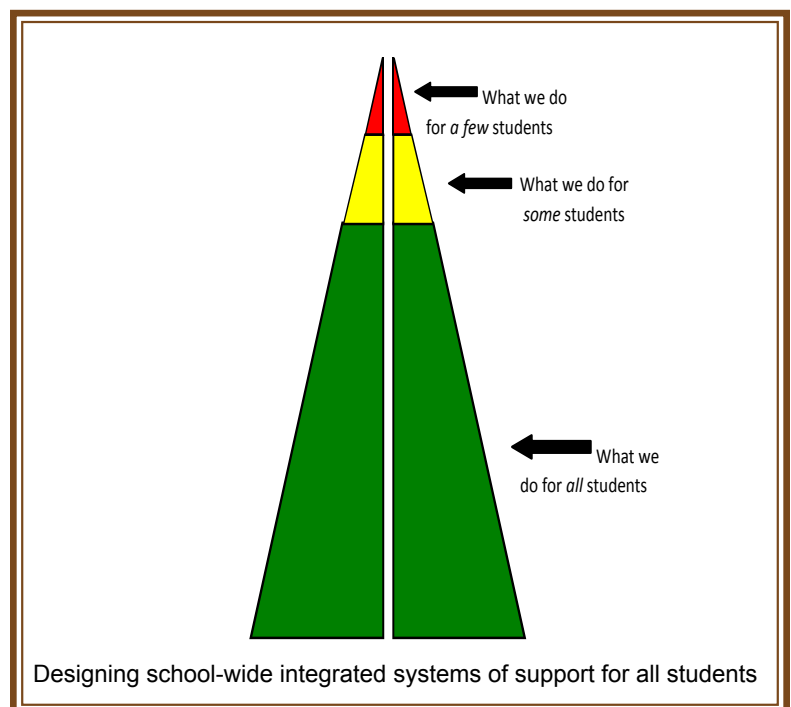 What we do
for a few students
What we do for
some students
What we
do for all students
Designing school-wide integrated systems of support for all students